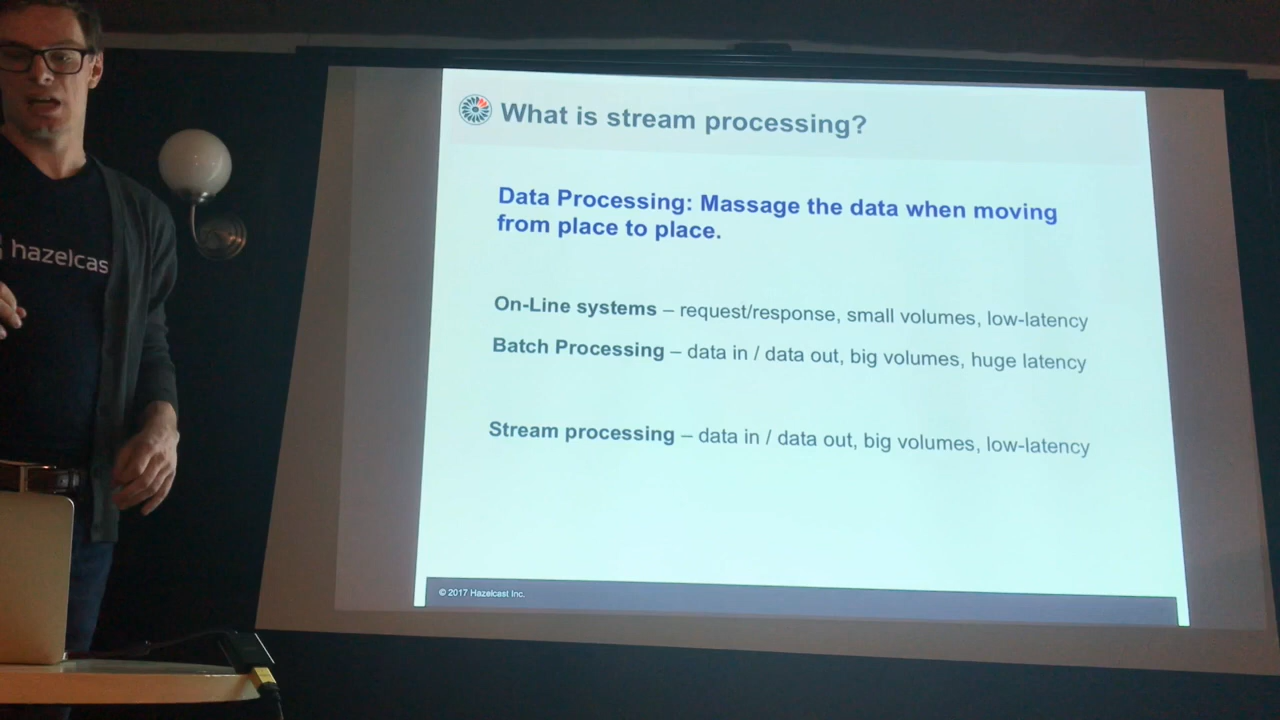 What is stream processing?
Data Processing: Massage the data when moving
from place to place.
On-Line systems – request/response, small volumes, low-latency
Batch Processing – data in / data out, big volumes, huge latency
Stream processing – data in / data out, big volumes, low-latency
© 2017 Hazelcast Inc.
hazelcas